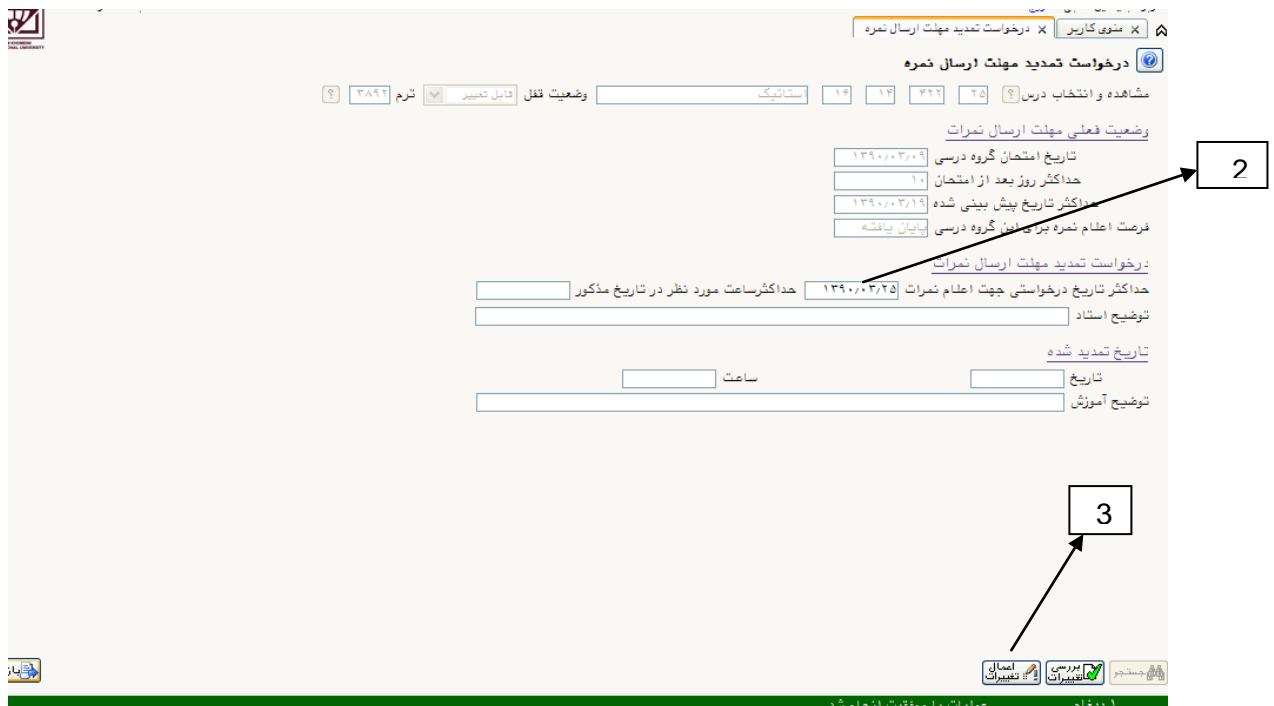 منوی کاربر
درخواست تمدید مهلت ارسال نمره
درخواست تمدید مهلت ارسال نمره
مشاهده و انتخاب درس ? ۲۵ ۴۲۲ ۱۴ ۱۶ استاتیک وضعیت قفل قابل تغییر ترم ۳۸۹۲ ?
وضعیت فعلی مهلت ارسال نمرات
تاریخ امتحان گروه درسی ۱۳۹۰/۰۳/۰۹
حداکثر روز بعد از امتحان ۱۰
حداکثر تاریخ پیش بینی شده ۱۳۹۰/۰۳/۱۹
فرصت اعلام نمره برای این گروه درسی پایان یافته
2
درخواست تمدید مهلت ارسال نمرات
حداکثر تاریخ درخواستی جهت اعلام نمرات ۱۳۹۰/۰۳/۲۵ حداکثرساعت مورد نظر در تاریخ مذکور
توضیح استاد
تاریخ تمدید شده
تاریخ ساعت
توضیح آموزش
3
جستجو بررسی تغییرات اعمال تغییرات